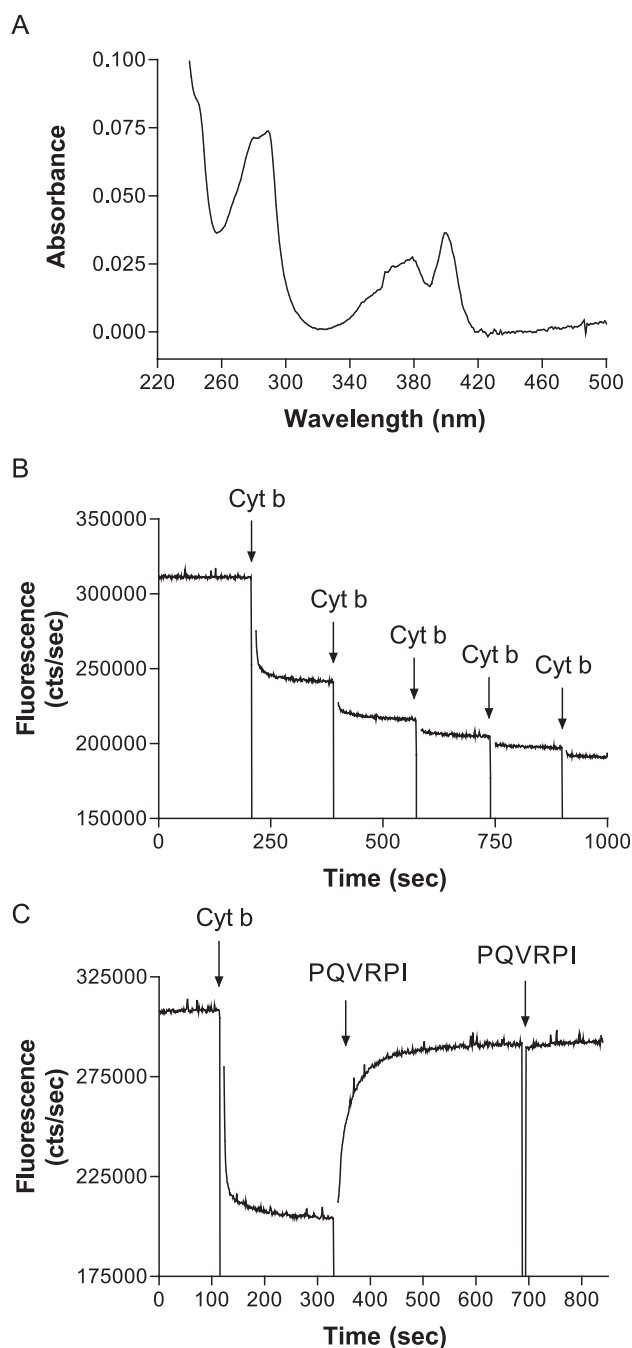 A
0.100
0.075
0.050
0.025
0.000
Absorbance
220 260 300 340 380 420 460 500
Wavelength (nm)
B
Cyt b
Cyt b
Cyt b
Cyt b
Cyt b
350000
300000
250000
200000
150000
Fluorescence
(cts/sec)
0 250 500 750 1000
Time (sec)
C
Cyt b
PQVRPI
PQVRPI
325000
275000
225000
175000
Fluorescence
(cts/sec)
0 100 200 300 400 500 600 700 800
Time (sec)